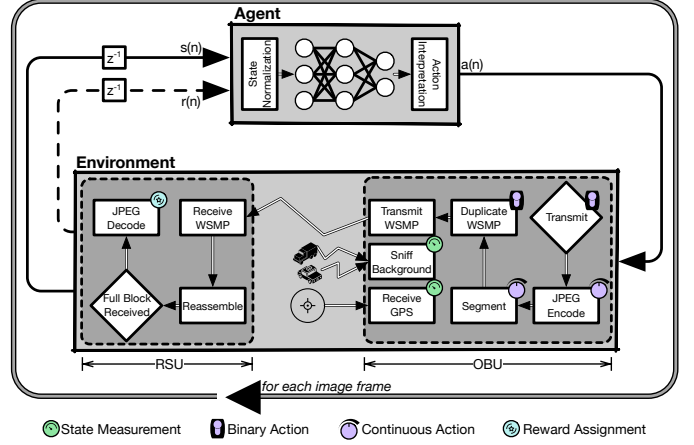 Agent
z-1
s(n)
z-1
r(n)
State
Normalization
Action
Interpretation
a(n)
Environment
JPEG
Decode
Receive
WSMP
Full Block
Received
Reassemble
Transmit
WSMP
Duplicate
WSMP
Transmit
Sniff
Background
Receive
GPS
Segment
JPEG
Encode
RSU
OBU
for each image frame
State Measurement
Binary Action
Continuous Action
Reward Assignment